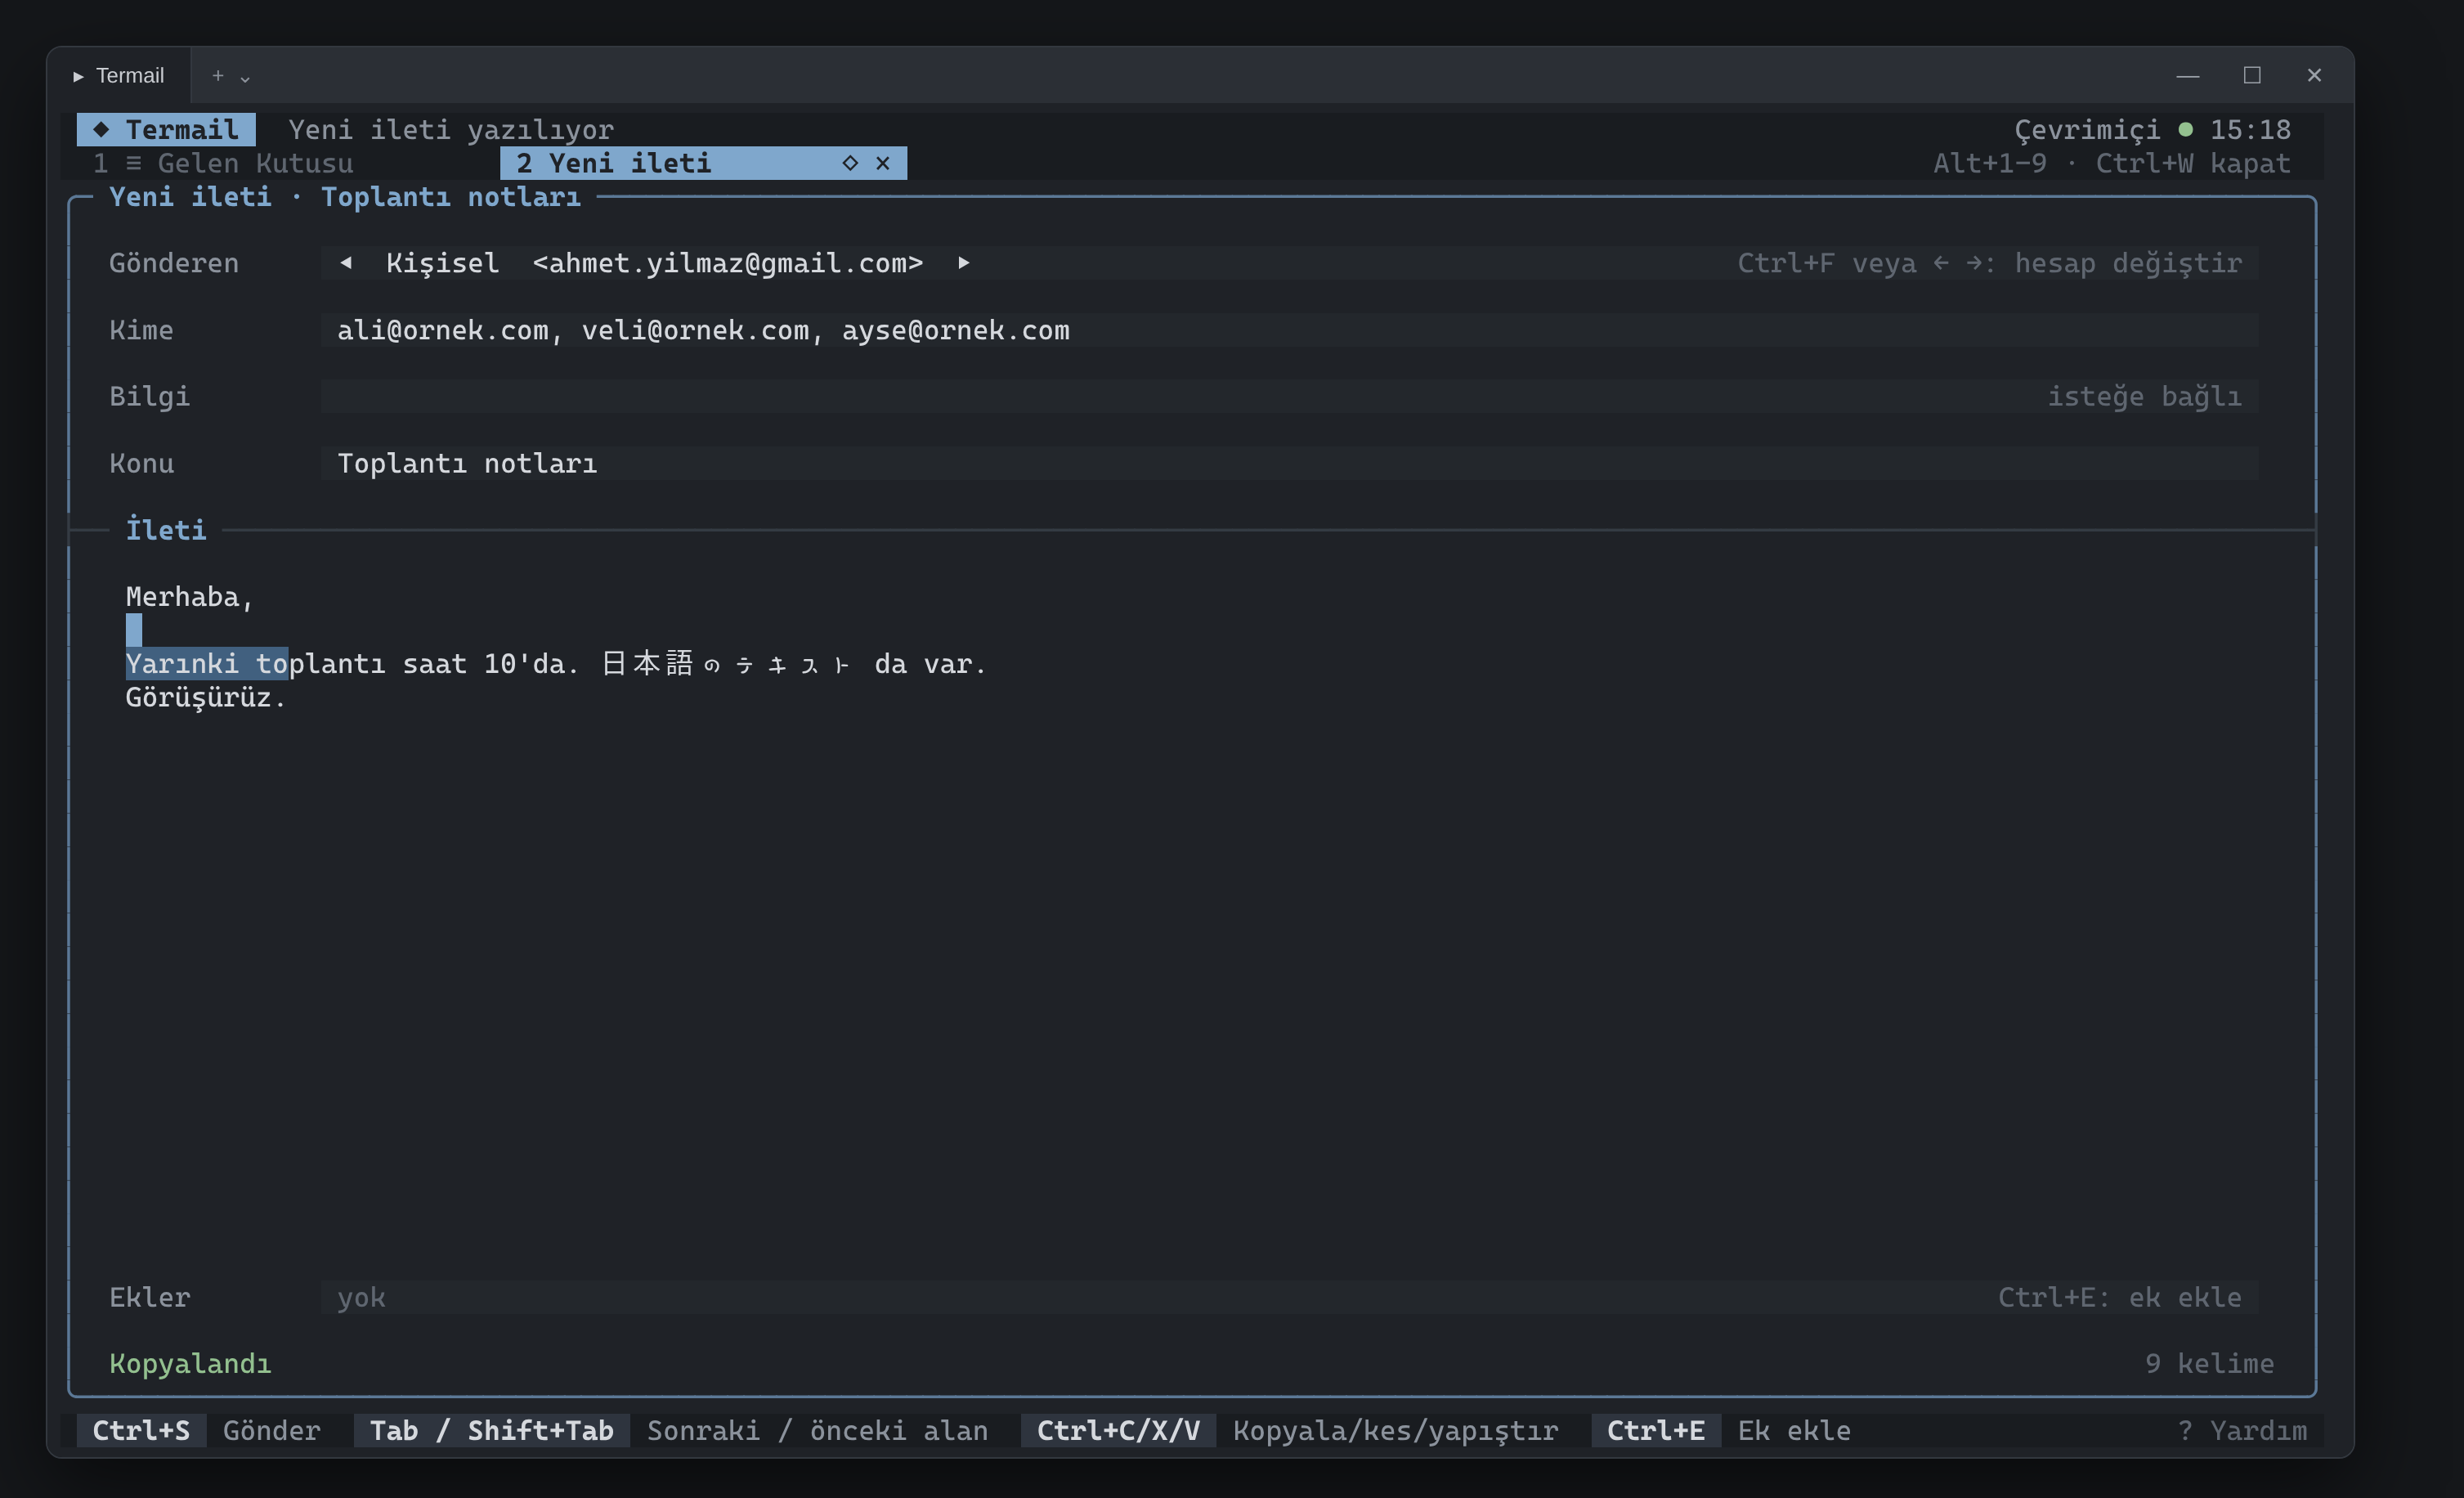 ▸ Termail + ⌄ — □ ✕
◆ Termail Yeni ileti yazılıyor Çevrimiçi ● 15:18
1 ≡ Gelen Kutusu 2 Yeni ileti ◇ × Alt+1-9 · Ctrl+W kapat
Yeni ileti · Toplantı notları
Gönderen ◂ Kişisel <ahmet.yilmaz@gmail.com> ▸ Ctrl+F veya ← →: hesap değiştir
Kime ali@ornek.com, veli@ornek.com, ayse@ornek.com
Bilgi isteğe bağlı
Konu Toplantı notları
İleti
Merhaba,
Yarınki toplantı saat 10'da. 日本語のテキスト da var.
Görüşürüz.
Ekler yok Ctrl+E: ek ekle
Kopyalandı 9 kelime
Ctrl+S Gönder Tab / Shift+Tab Sonraki / önceki alan Ctrl+C/X/V Kopyala/kes/yapıştır Ctrl+E Ek ekle ? Yardım